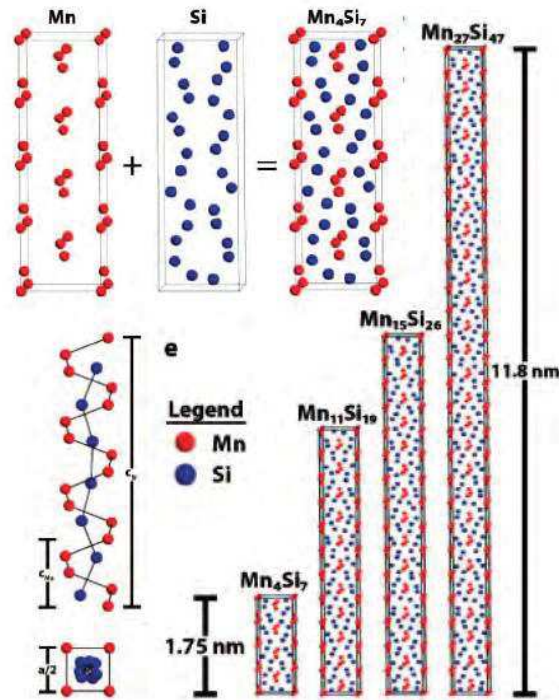 Mn
Si
Mn₄Si₇
Mn₂₇Si₄₇
+
=
e
Legend
Mn
Si
Mn₁₅Si₂₆
11.8 nm
Mn₁₁Si₁₉
Mn₄Si₇
1.75 nm
a/2